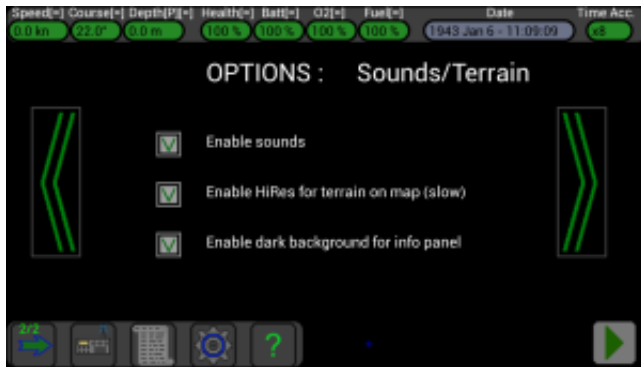 Speed[=] Course[=] Depth[P][=] Health[=] Batt[=] O2[=] Fuel[=] Date Time Acc.
0.0 kn 22.0° 0.0 m 100 % 100 % 100 % 100 % 1943 Jan 6 - 11:09:09 x8
OPTIONS : Sounds/Terrain
Enable sounds
Enable HiRes for terrain on map (slow)
Enable dark background for info panel
2/2
?